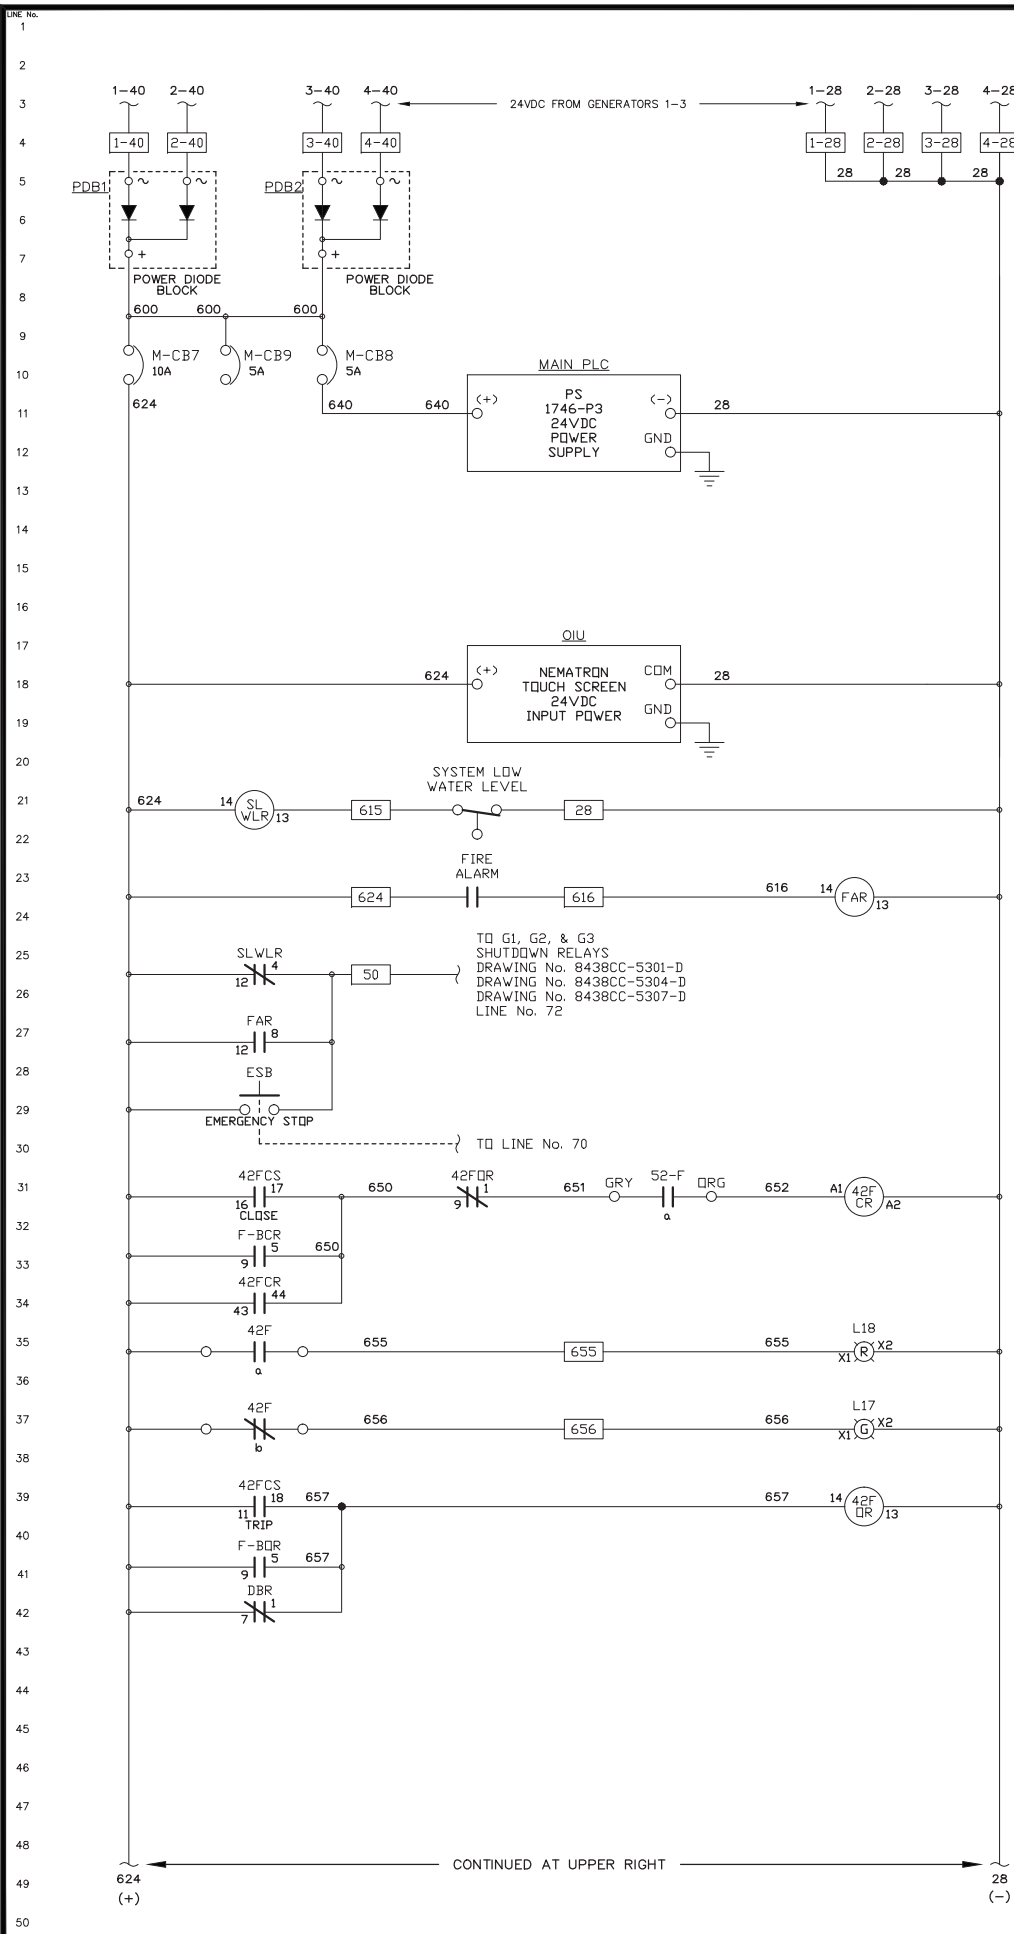 LINE No.
1
2
1-40 2-40 3-40 4-40 1-28 2-28 3-28 4-28
3 24VDC FROM GENERATORS 1-3
4 1-40 2-40 3-40 4-40 1-28 2-28 3-28 4-28
28 28 28
5 PDB1 ~ ~ PDB2 ~ ~
6
7 + +
POWER DIODE POWER DIODE
BLOCK BLOCK
8
600 600 600
9
M-CB7 M-CB9 M-CB8
10A 5A 5A
MAIN PLC
10
624 640 640 (+) PS (-) 28
11 1746-P3
24VDC
POWER GND
12 SUPPLY
13
14
15
16
17 OIU
624 (+) NEMATRON COM 28
18 TOUCH SCREEN
24VDC
19 INPUT POWER GND
20
SYSTEM LOW
WATER LEVEL
21 624 14 SL WLR 13 615 28
22
FIRE
23 ALARM
624 616 616 14 FAR 13
24
TO G1, G2, & G3
25 SLWLR SHUTDOWN RELAYS
12 4 50 DRAWING No. 8438CC-5301-D
26 DRAWING No. 8438CC-5304-D
DRAWING No. 8438CC-5307-D
FAR LINE No. 72
27 12 8
28 ESB
29
EMERGENCY STOP
30 TO LINE No. 70
42FCS 42FOR 52-F
31 16 17 650 9 1 651 GRY a ORG 652 A1 42F CR A2
CLOSE
32
F-BCR
33 9 5 650
42FCR
34 43 44
35 42F 655 655 655 L18
a X1 R X2
36
37 42F 656 656 656 L17
b X1 G X2
38
42FCS
39 11 18 657 657 14 42F OR 13
TRIP
40
F-BOR
41 9 5 657
DBR
42 7 1
43
44
45
46
47
48
CONTINUED AT UPPER RIGHT
49 624 28
(+) (-)
50